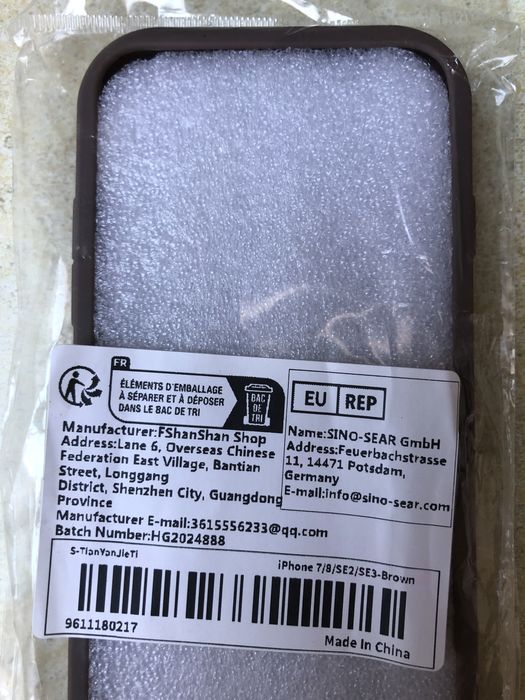 FR
ÉLÉMENTS D'EMBALLAGE
À SÉPARER ET À DÉPOSER
DANS LE BAC DE TRI
BAC
DE
TRI
EU REP
Manufacturer:FShanShan Shop
Address:Lane 6, Overseas Chinese
Federation East Village, Bantian
Street, Longgang
District, Shenzhen City, Guangdong
Province
Manufacturer E-mail:3615556233@qq.com
Batch Number:HG2024888
Name:SINO-SEAR GmbH
Address:Feuerbachstrasse
11, 14471 Potsdam,
Germany
E-mail:info@sino-sear.com
S-TianYanJieTi
iPhone 7/8/SE2/SE3-Brown
9611180217
Made In China